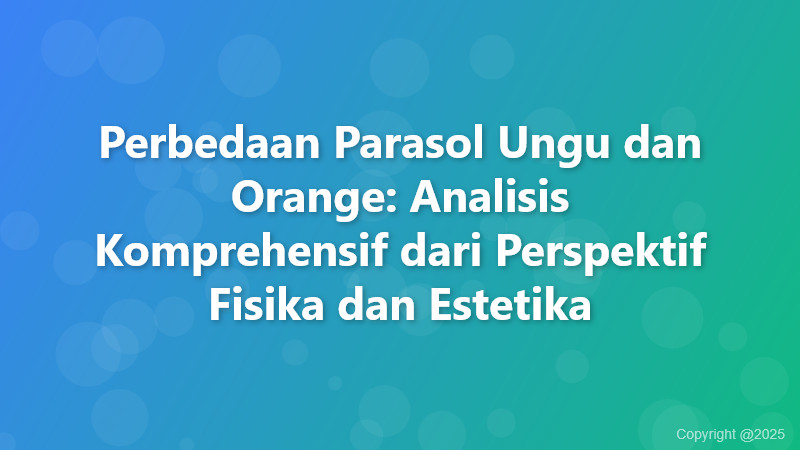 Perbedaan Parasol Ungu dan
Orange: Analisis
Komprehensif dari Perspektif
Fisika dan Estetika
Copyright @2025